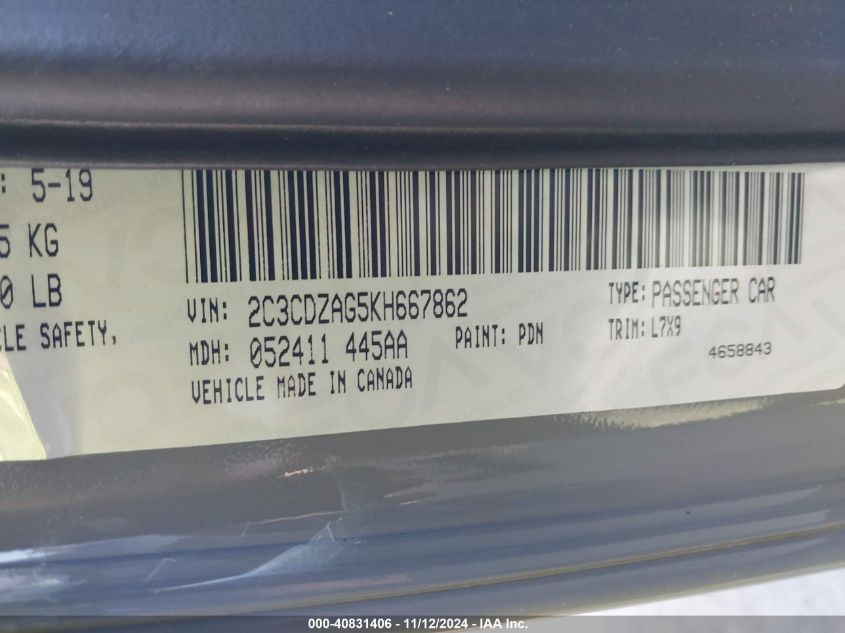 : 5-19
5 KG
0 LB
CLE SAFETY,
VIN: 2C3CDZAG5KH667862
TYPE: PASSENGER CAR
MDH: 052411 445AA
PAINT: PDN
TRIM: L7X9
4658843
VEHICLE MADE IN CANADA
000-40831406 - 11/12/2024 - IAA Inc.